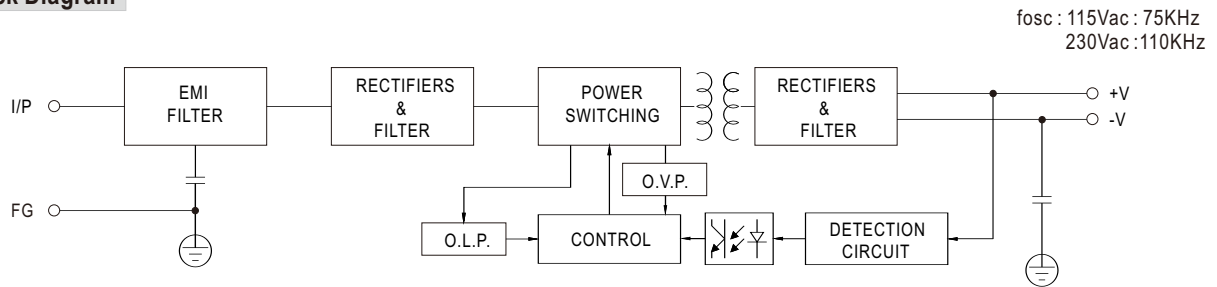 Diagram
fosc : 115Vac : 75KHz
230Vac :110KHz
I/P
EMI
FILTER
RECTIFIERS
&
FILTER
POWER
SWITCHING
RECTIFIERS
&
FILTER
+V
-V
O.V.P.
FG
O.L.P.
CONTROL
DETECTION
CIRCUIT